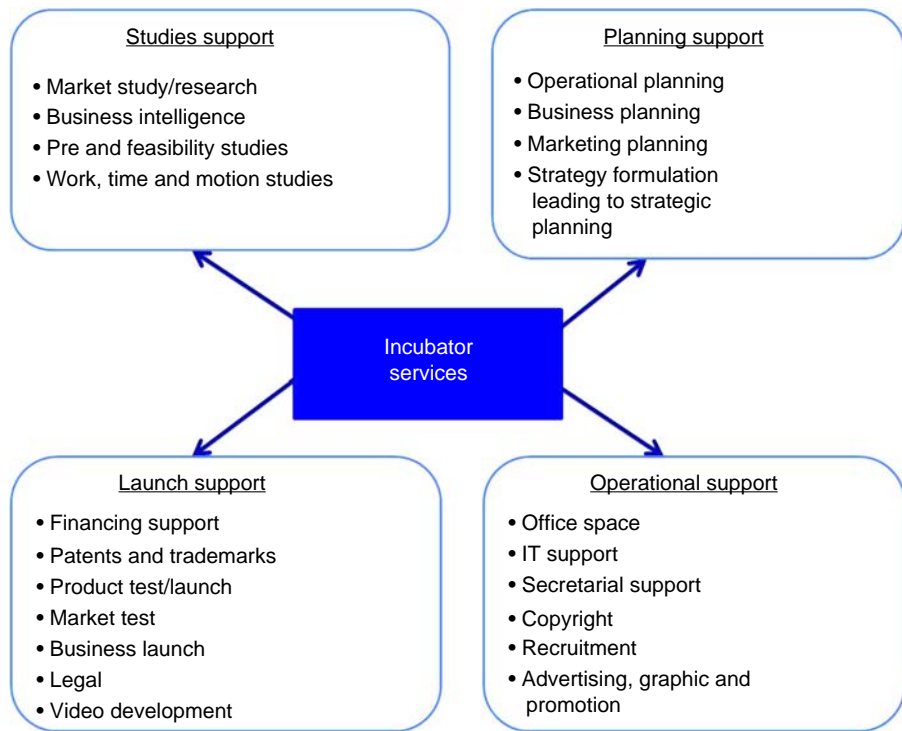 Studies support
• Market study/research
• Business intelligence
• Pre and feasibility studies
• Work, time and motion studies
Planning support
• Operational planning
• Business planning
• Marketing planning
• Strategy formulation
leading to strategic
planning
Incubator
services
Launch support
• Financing support
• Patents and trademarks
• Product test/launch
• Market test
• Business launch
• Legal
• Video development
Operational support
• Office space
• IT support
• Secretarial support
• Copyright
• Recruitment
• Advertising, graphic and
promotion